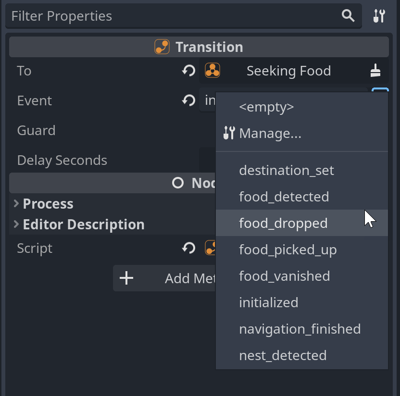 Filter Properties
Transition
To
Seeking Food
Event
in
<empty>
Manage...
Guard
Delay Seconds
destination_set
Noc
food_detected
> Process
food_dropped
> Editor Description
Script
food_picked_up
Add Met
food_vanished
initialized
navigation_finished
nest_detected